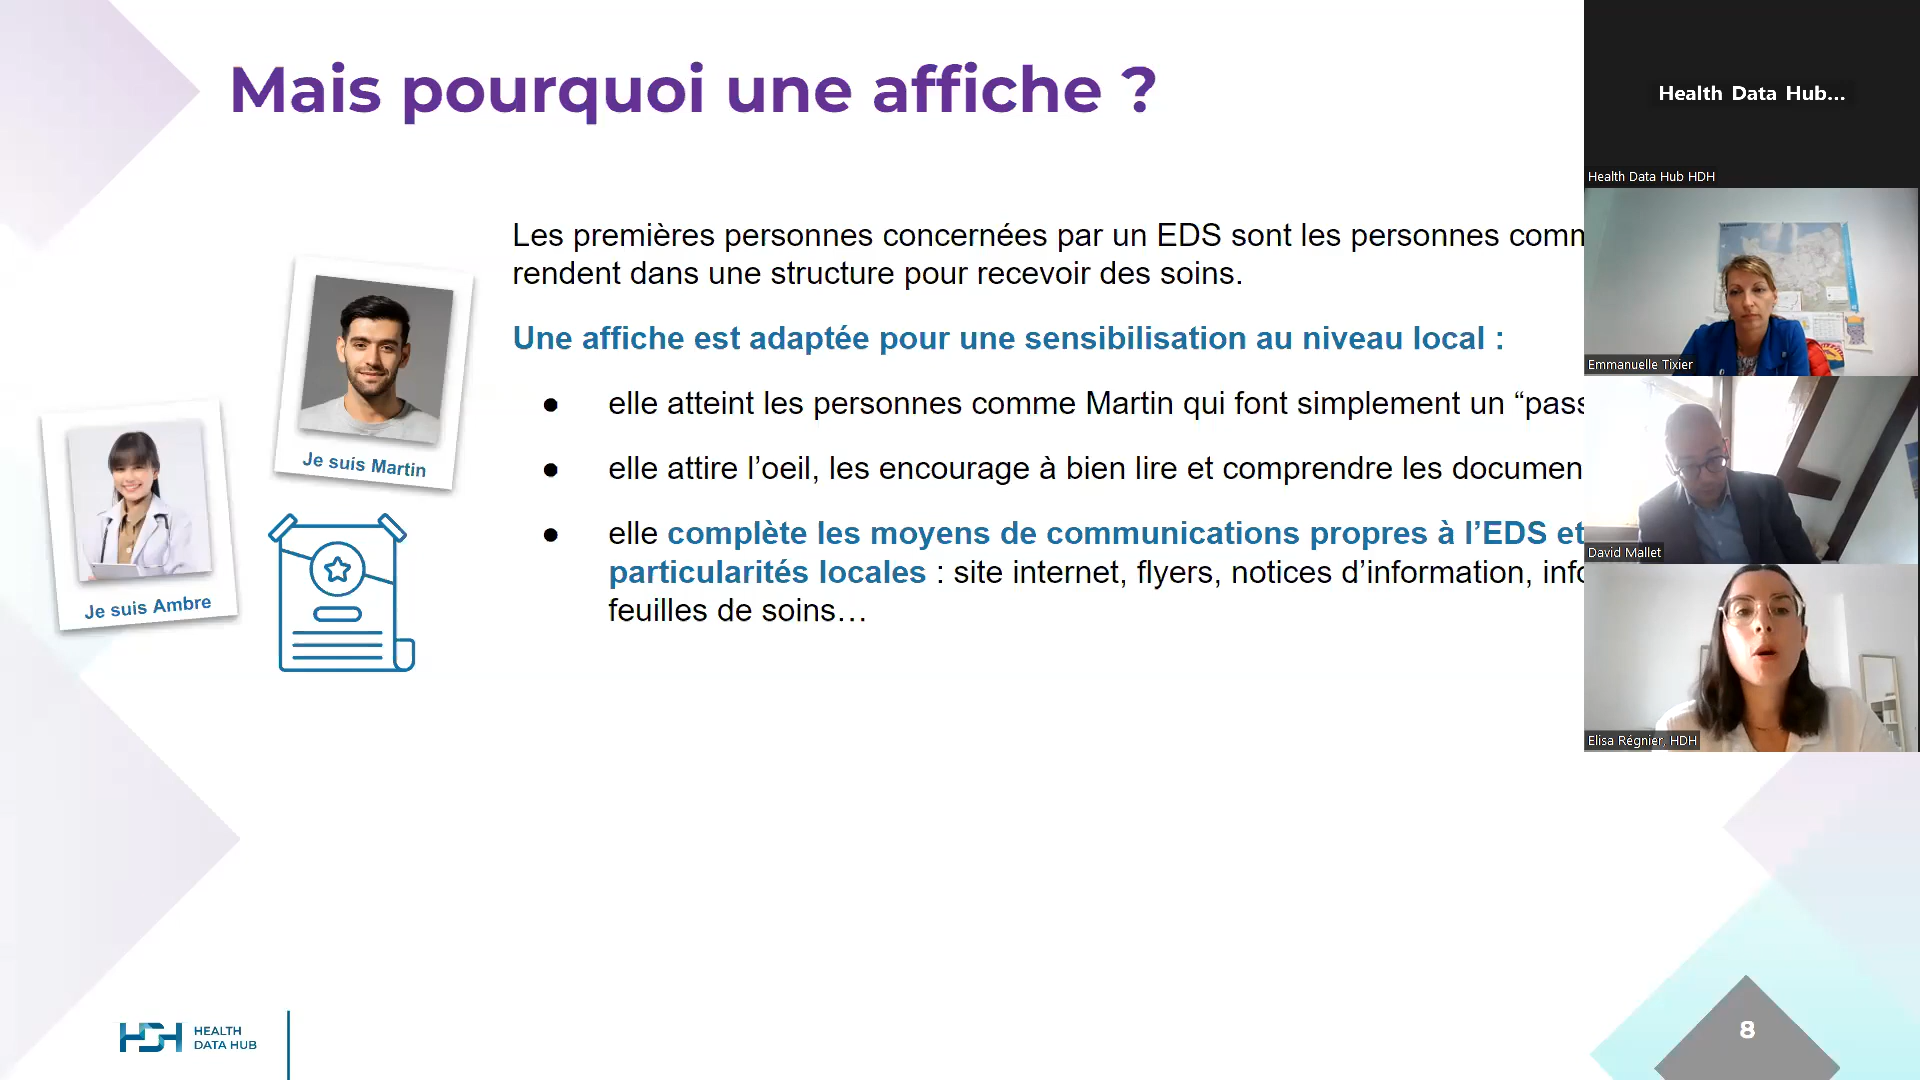 Mais pourquoi une affiche ?
Les premières personnes concernées par un EDS sont les personnes
rendent dans une structure pour recevoir des soins.
Une affiche est adaptée pour une sensibilisation au niveau local :
● elle atteint les personnes comme Martin qui font simplement un
● elle attire l’oeil, les encourage à bien lire et comprendre les
● elle complète les moyens de communications propres à l’EDS et
particularités locales : site internet, flyers, notices d’information,
feuilles de soins…
Je suis Martin
Je suis Ambre
HEALTH
DATA HUB
8
Health Data Hub...
Health Data Hub HDH
Emmanuelle Tixier
David Mallet
Elisa Régnier, HDH